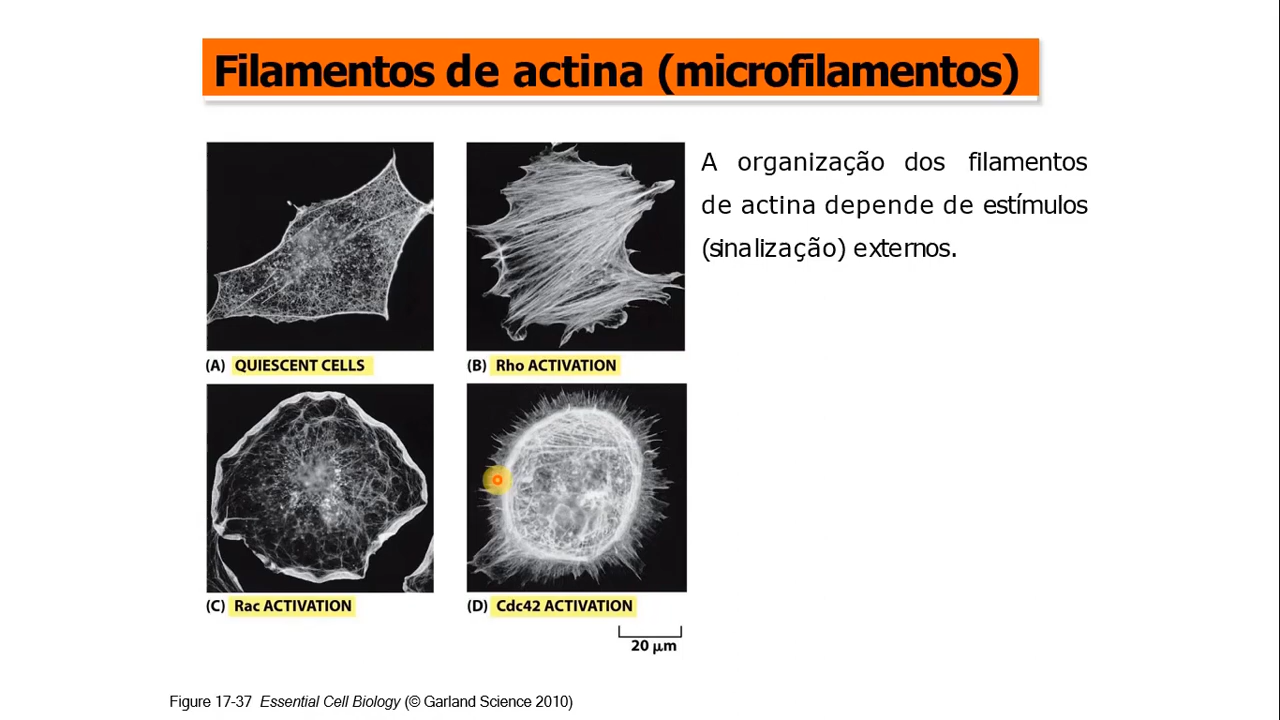 Filamentos de actina (microfilamentos)
A organização dos filamentos
de actina depende de estímulos
(sinalização) externos.
(A) QUIESCENT CELLS
(B) Rho ACTIVATION
(C) Rac ACTIVATION
(D) Cdc42 ACTIVATION
20 μm
Figure 17-37 Essential Cell Biology (© Garland Science 2010)